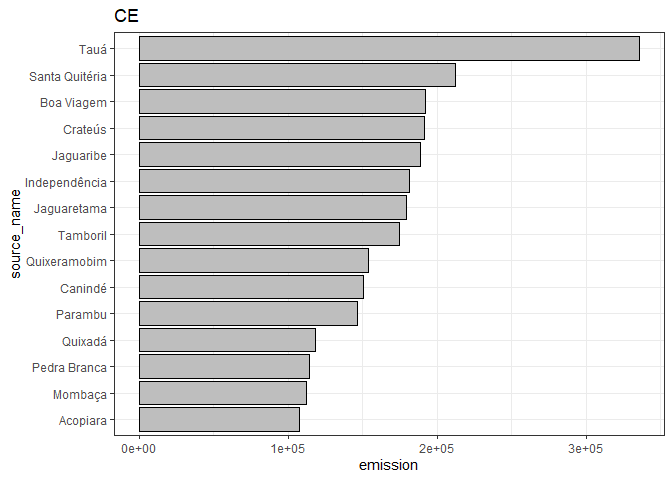 CE
source_name
Tauá
Santa Quitéria
Boa Viagem
Crateús
Jaguaribe
Independência
Jaguaretama
Tamboril
Quixeramobim
Canindé
Parambu
Quixadá
Pedra Branca
Mombaça
Acopiara
0e+00 1e+05 2e+05 3e+05
emission